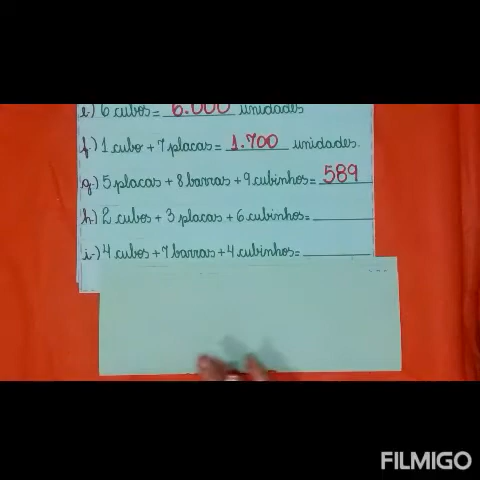 e.) 6 cubos = 6.000 unidades
f.) 1 cubo + 7 placas = 1.700 unidades.
g.) 5 placas + 8 barras + 9 cubinhos = 589
h.) 2 cubos + 3 placas + 6 cubinhos =
i.) 4 cubos + 7 barras + 4 cubinhos =
FILMIGO